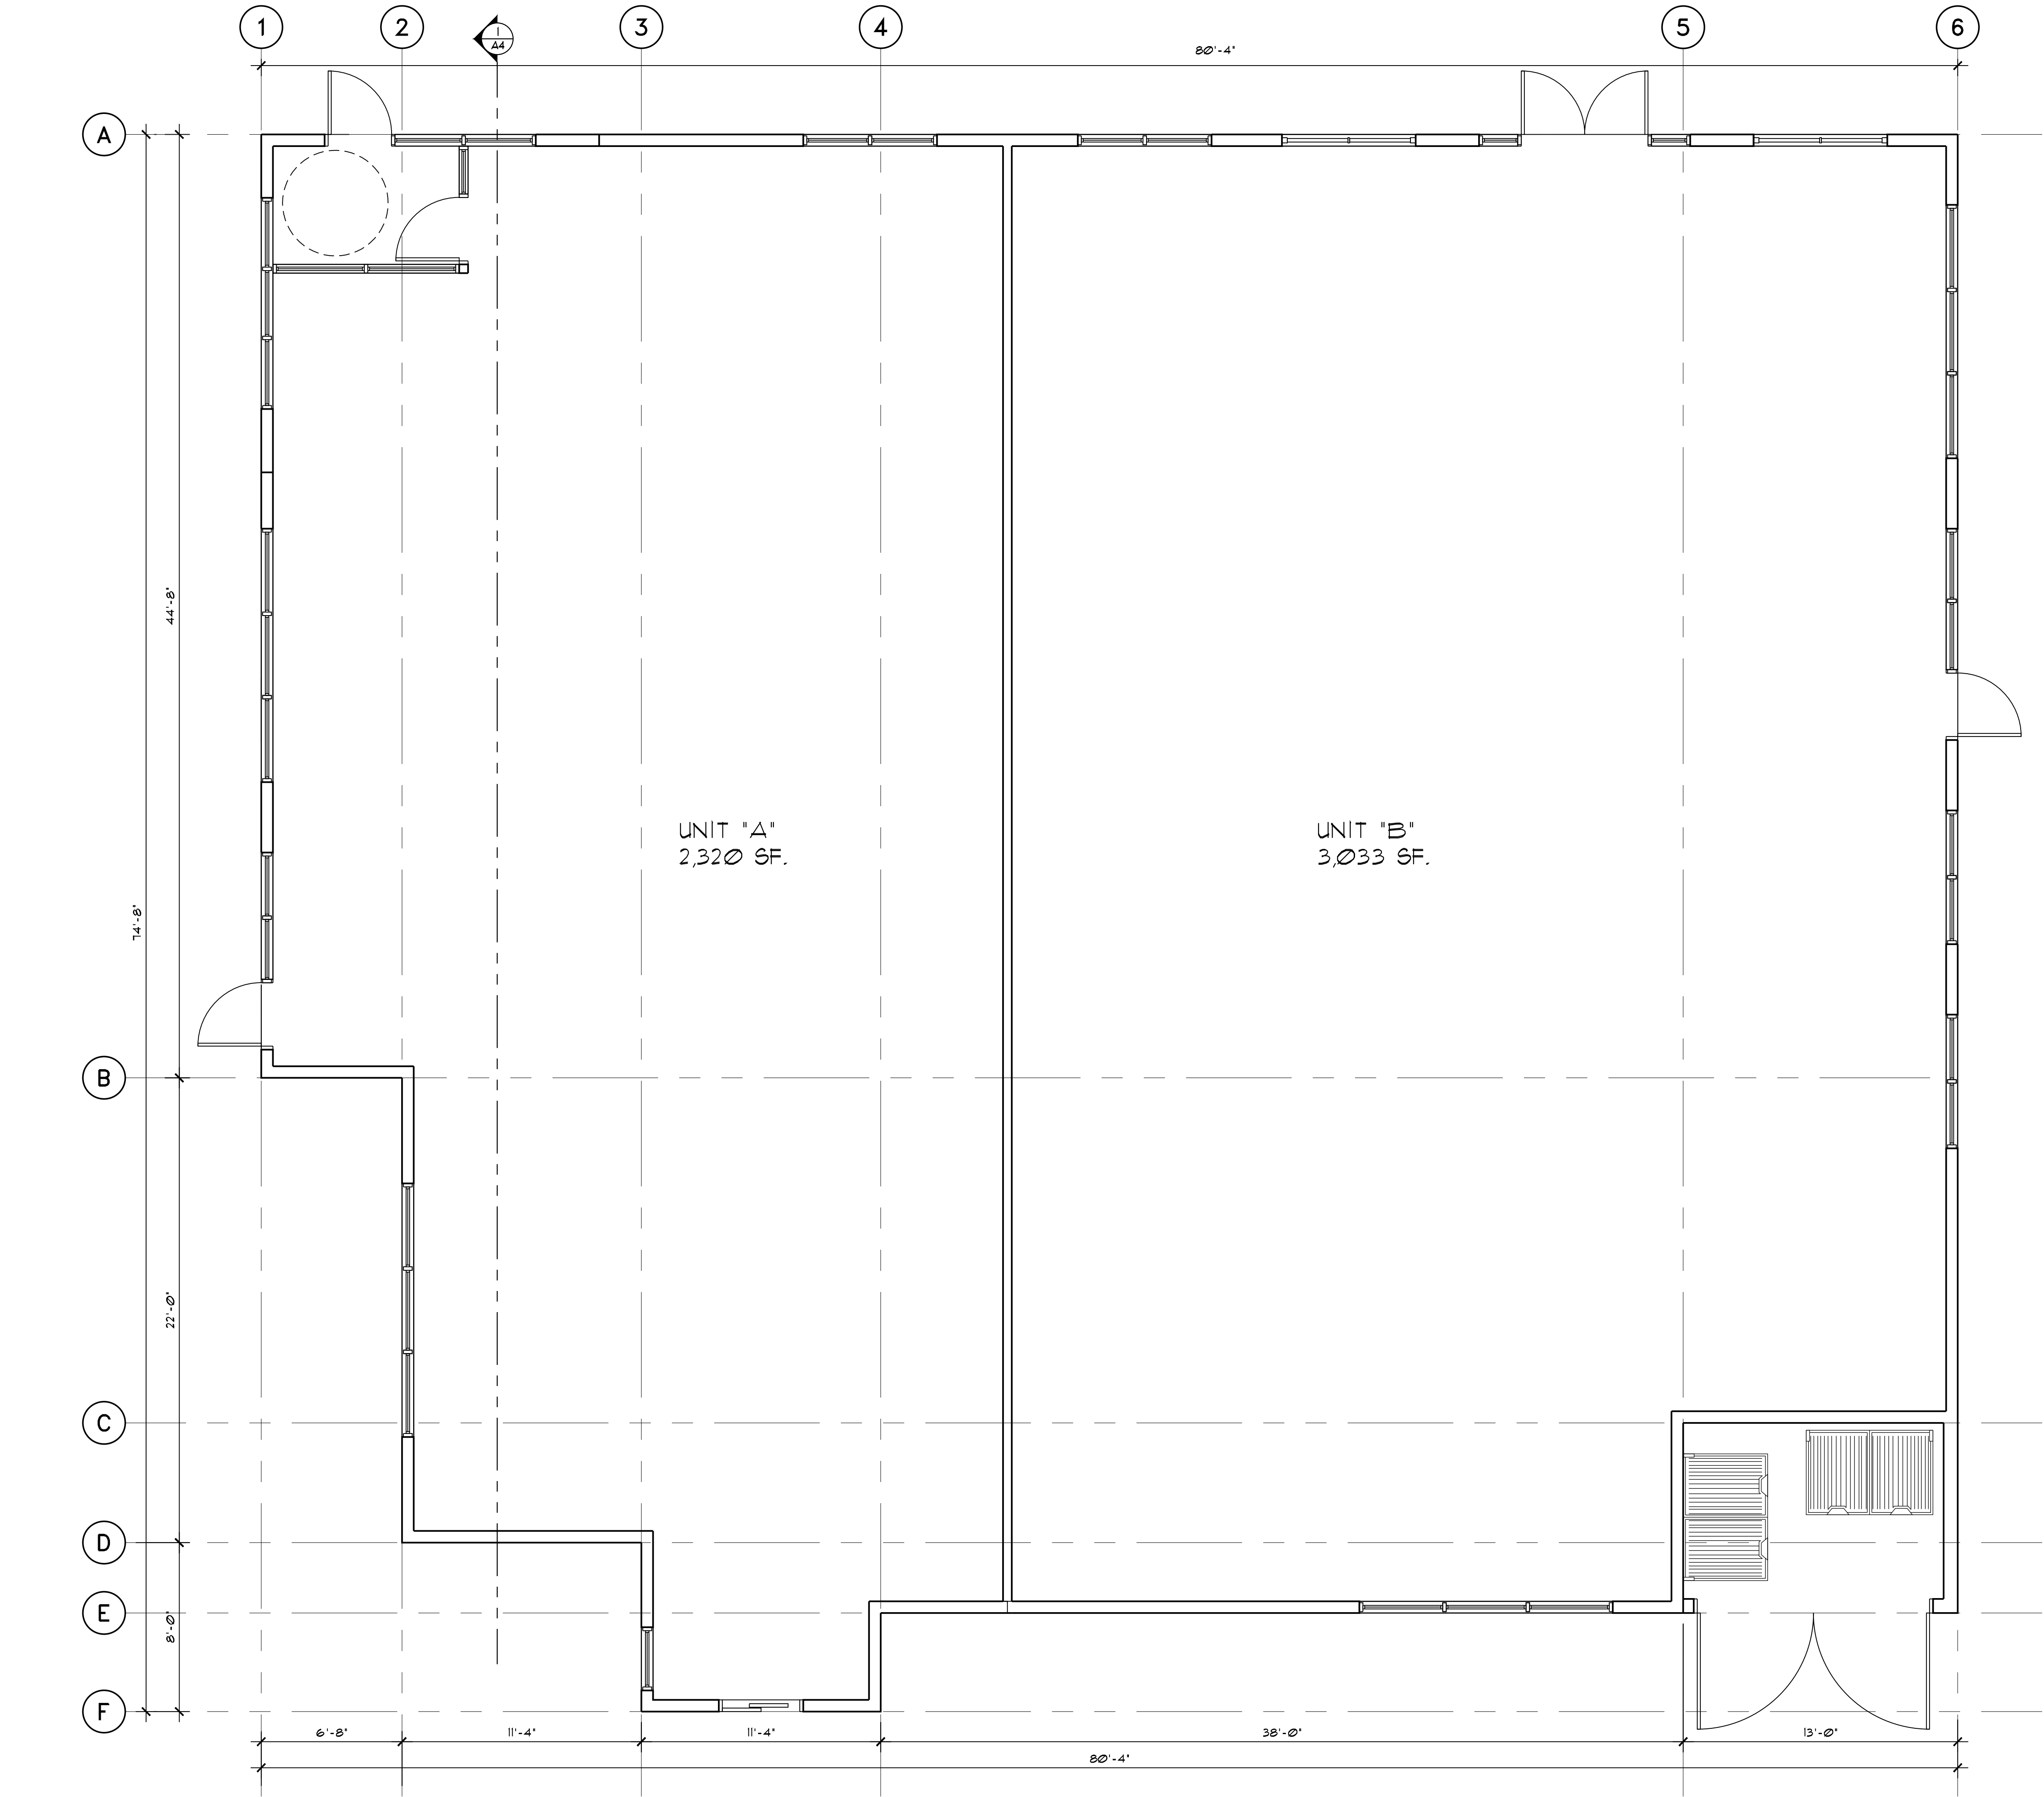 1
2
3
4
5
6
1
A4
80'-4"
A
B
C
D
E
F
74'-8"
44'-8"
22'-0"
8'-0"
UNIT "A"
2,320 SF.
UNIT "B"
3,033 SF.
6'-8"
11'-4"
11'-4"
38'-0"
13'-0"
80'-4"